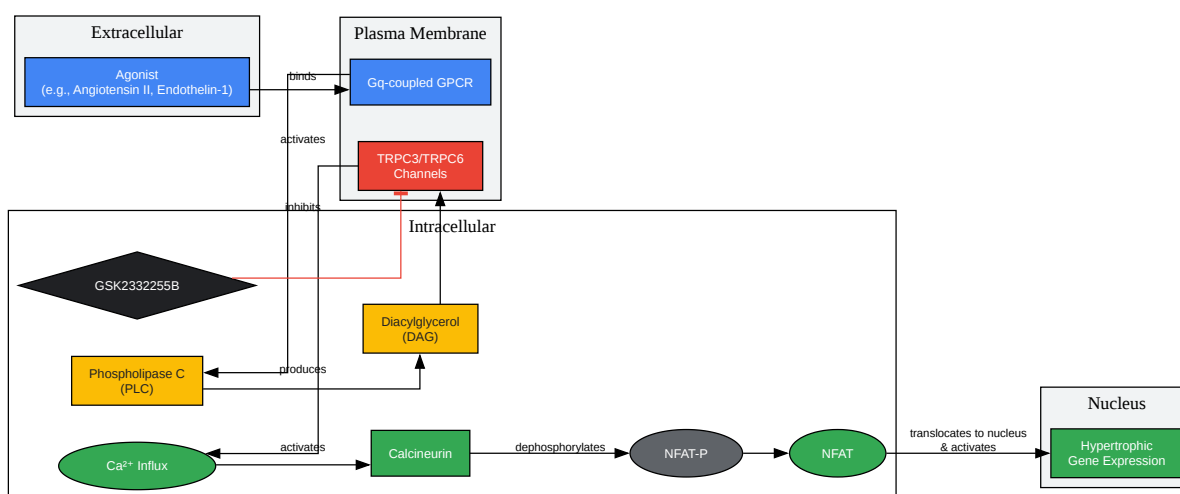 Extracellular
Agonist
(e.g., Angiotensin II, Endothelin-1)
binds
Plasma Membrane
Gq-coupled GPCR
activates
TRPC3/TRPC6
Channels
inhibits
Intracellular
GSK2332255B
Diacylglycerol
(DAG)
Phospholipase C
(PLC)
produces
Ca²⁺ Influx
activates
Calcineurin
dephosphorylates
NFAT-P
NFAT
translocates to nucleus
& activates
Nucleus
Hypertrophic
Gene Expression